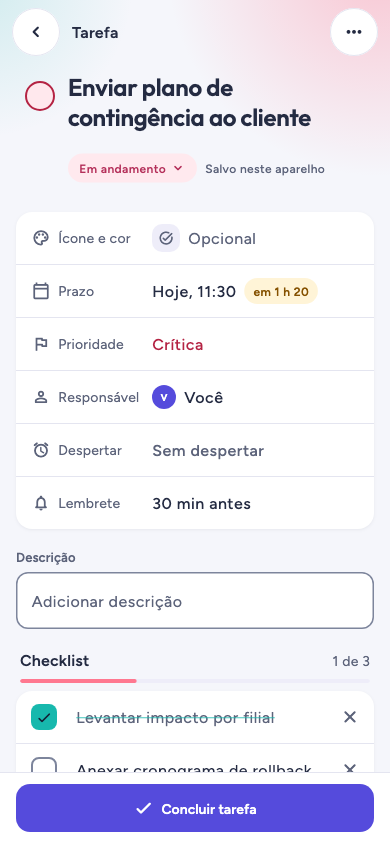 Tarefa
Enviar plano de
contingência ao cliente
Em andamento
Salvo neste aparelho
Ícone e cor
Opcional
Prazo
Hoje, 11:30
em 1 h 20
Prioridade
Crítica
Responsável
V
Você
Despertar
Sem despertar
Lembrete
30 min antes
Descrição
Adicionar descrição
Checklist
1 de 3
Levantar impacto por filial
Anexar cronograma de rollback
Concluir tarefa